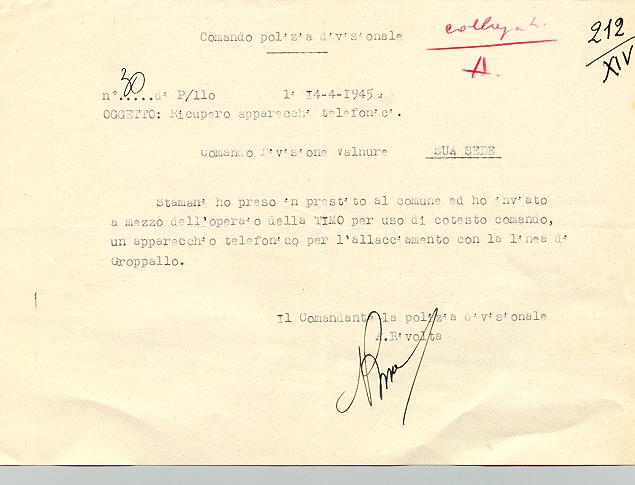 Comando polizia divisionale
collegat.
A.
212
XIV
n°.30...di P/llo lì 14-4-1945.
OGGETTO: Ricupero apparecchi telefonici.
Comando Divisione Valnure SUA SEDE
Stamani ho preso in prestito al comune ed ho inviato
a mezzo dell'operaio della TIMO per uso di cotesto comando,
un apparecchio telefonico per l'allacciamento con la linea di
Groppallo.
Il Comandante la polizia divisionale
A.Rivolta